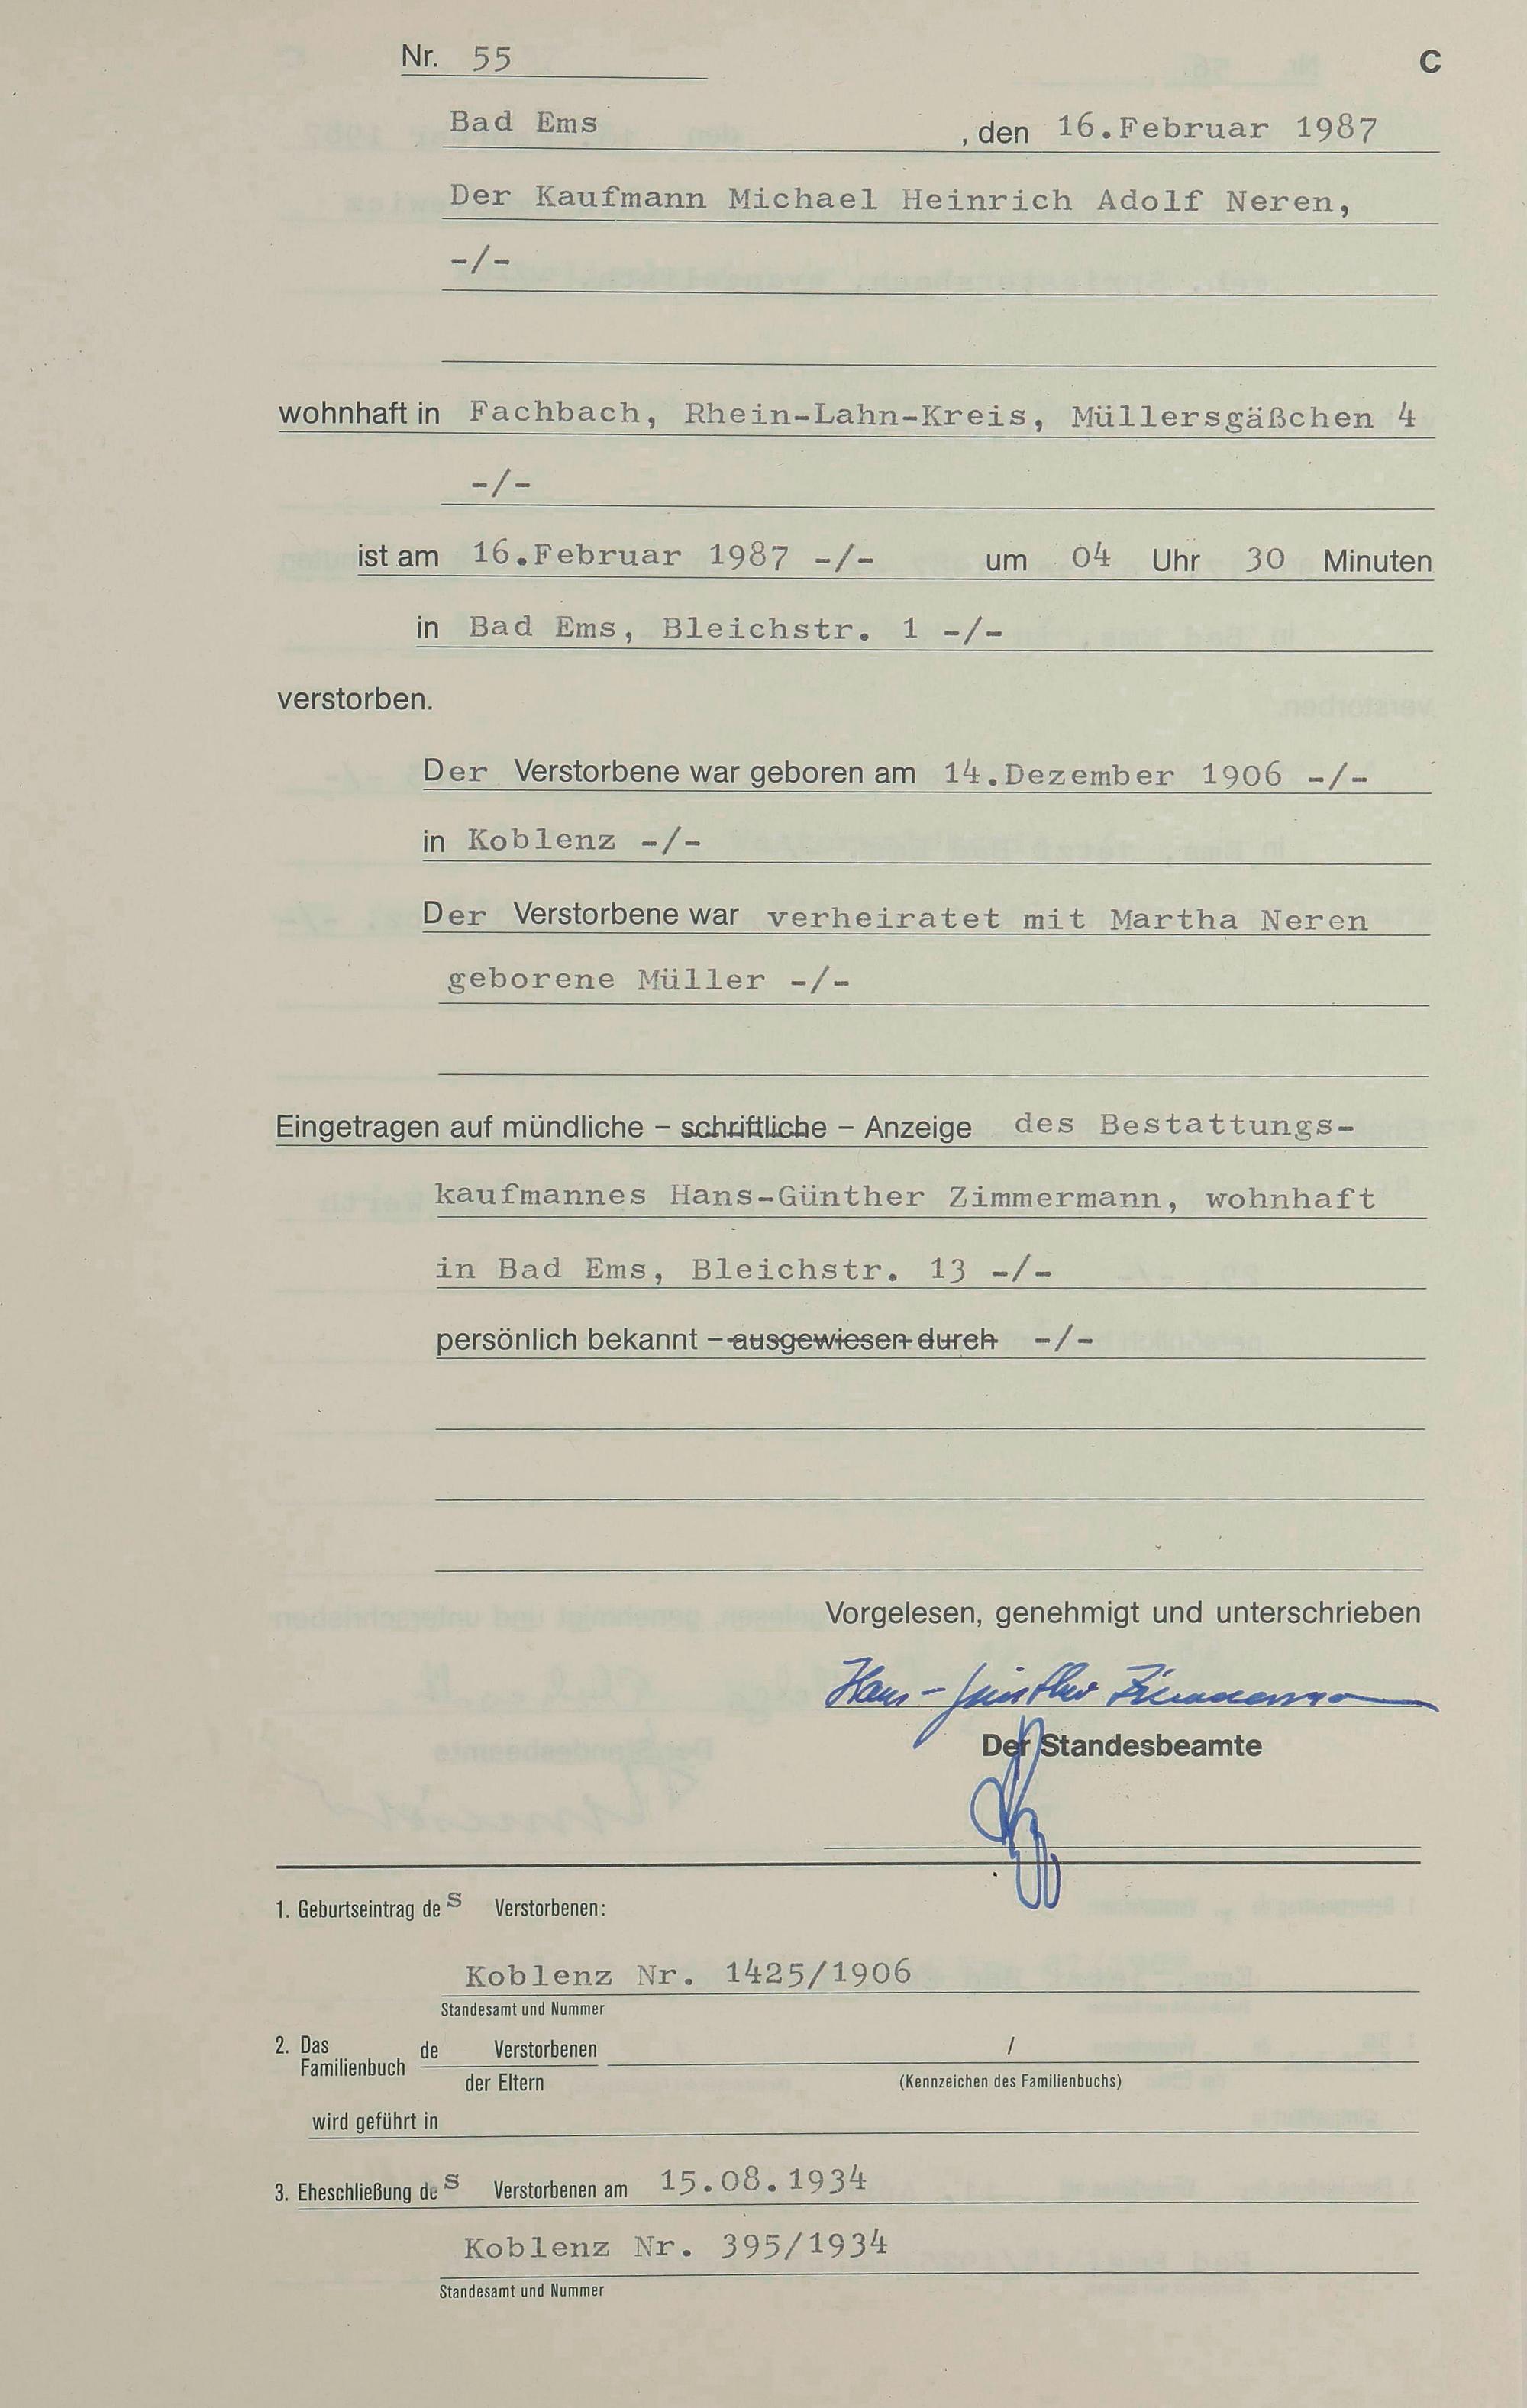 Nr. 55 C
Bad Ems , den 16.Februar 1987
Der Kaufmann Michael Heinrich Adolf Neren,
-/-
wohnhaft in Fachbach, Rhein-Lahn-Kreis, Müllersgäßchen 4
-/-
ist am 16.Februar 1987 -/- um 04 Uhr 30 Minuten
in Bad Ems, Bleichstr. 1 -/-
verstorben.
Der Verstorbene war geboren am 14.Dezember 1906 -/-
in Koblenz -/-
Der Verstorbene war verheiratet mit Martha Neren
geborene Müller -/-
Eingetragen auf mündliche – schriftliche – Anzeige des Bestattungs-
kaufmannes Hans-Günther Zimmermann, wohnhaft
in Bad Ems, Bleichstr. 13 -/-
persönlich bekannt – ausgewiesen durch -/-
Vorgelesen, genehmigt und unterschrieben
Hans-Günther Zimmermann
Der Standesbeamte
1. Geburtseintrag des Verstorbenen:
Koblenz Nr. 1425/1906
Standesamt und Nummer
2. Das Familienbuch de Verstorbenen /
der Eltern (Kennzeichen des Familienbuchs)
wird geführt in
3. Eheschließung des Verstorbenen am 15.08.1934
Koblenz Nr. 395/1934
Standesamt und Nummer